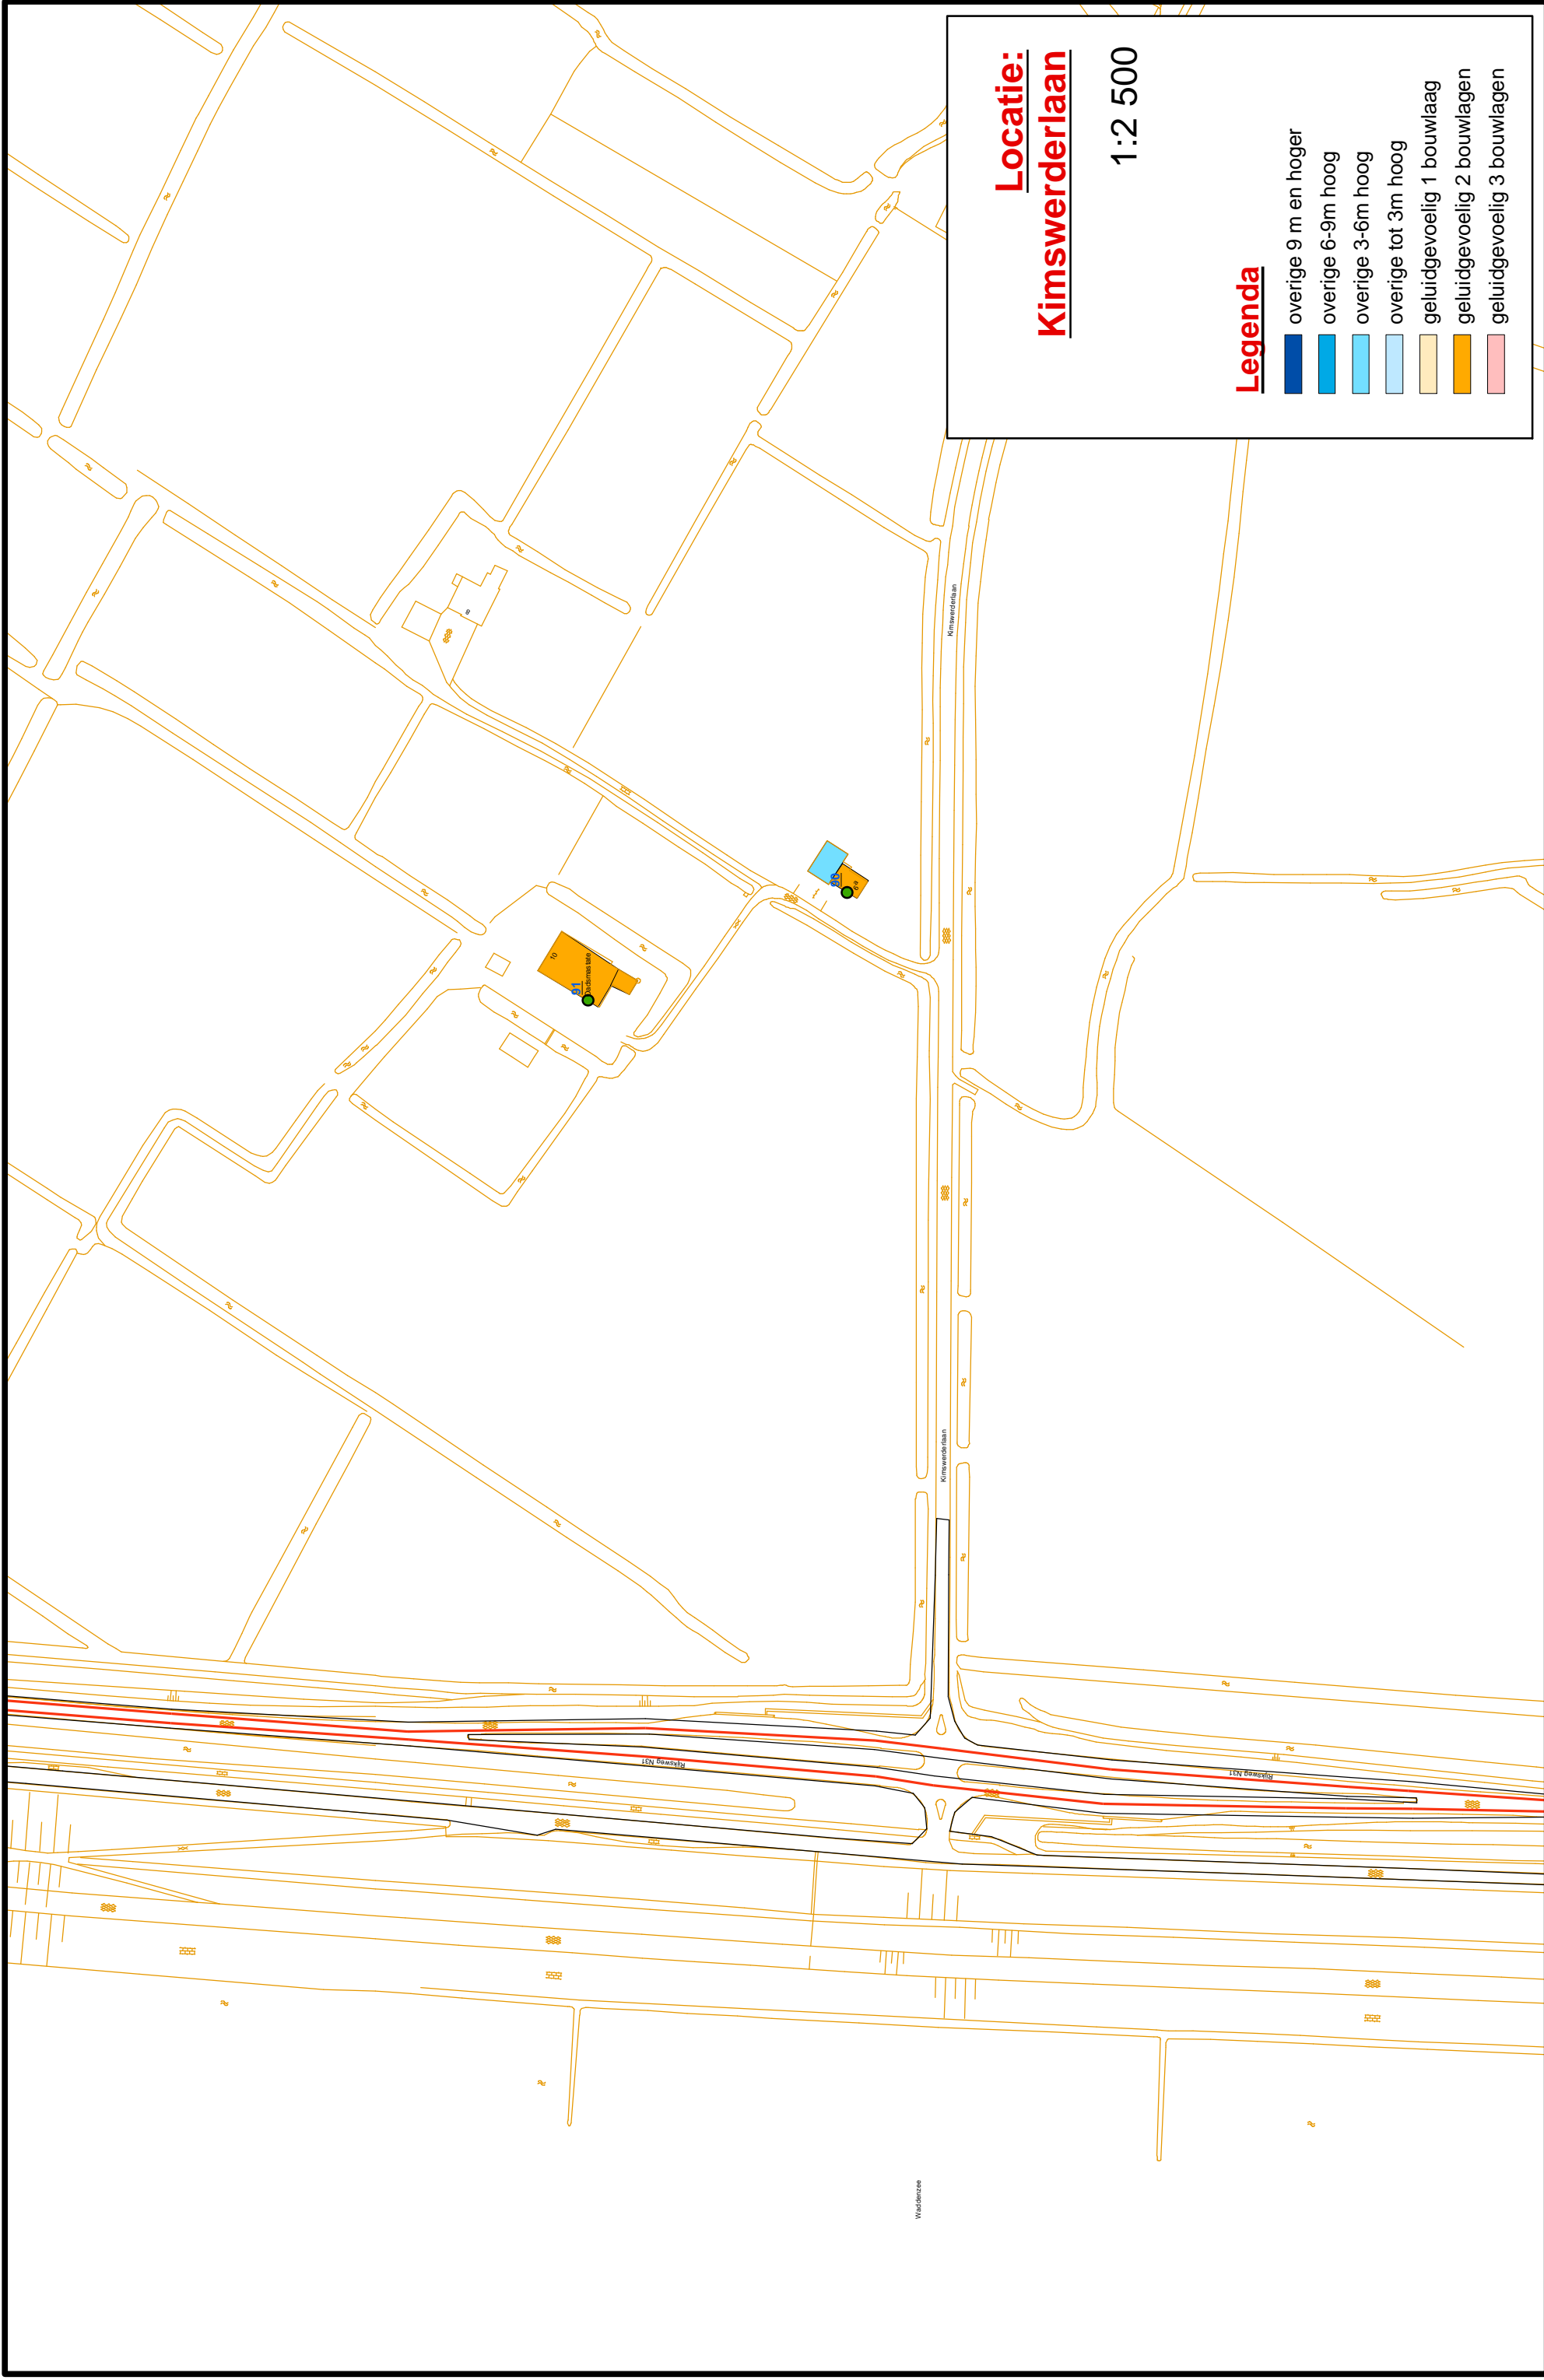 Locatie:
Kimswerderlaan
1:2 500
Legenda
overige 9 m en hoger
overige 6-9m hoog
overige 3-6m hoog
overige tot 3m hoog
geluidgevoelig 1 bouwlaag
geluidgevoelig 2 bouwlagen
geluidgevoelig 3 bouwlagen
8
Kimswerderlaan
90
10
91
Kimswerderlaan
Rijksweg N31
Rijksweg N31
Waddenzee